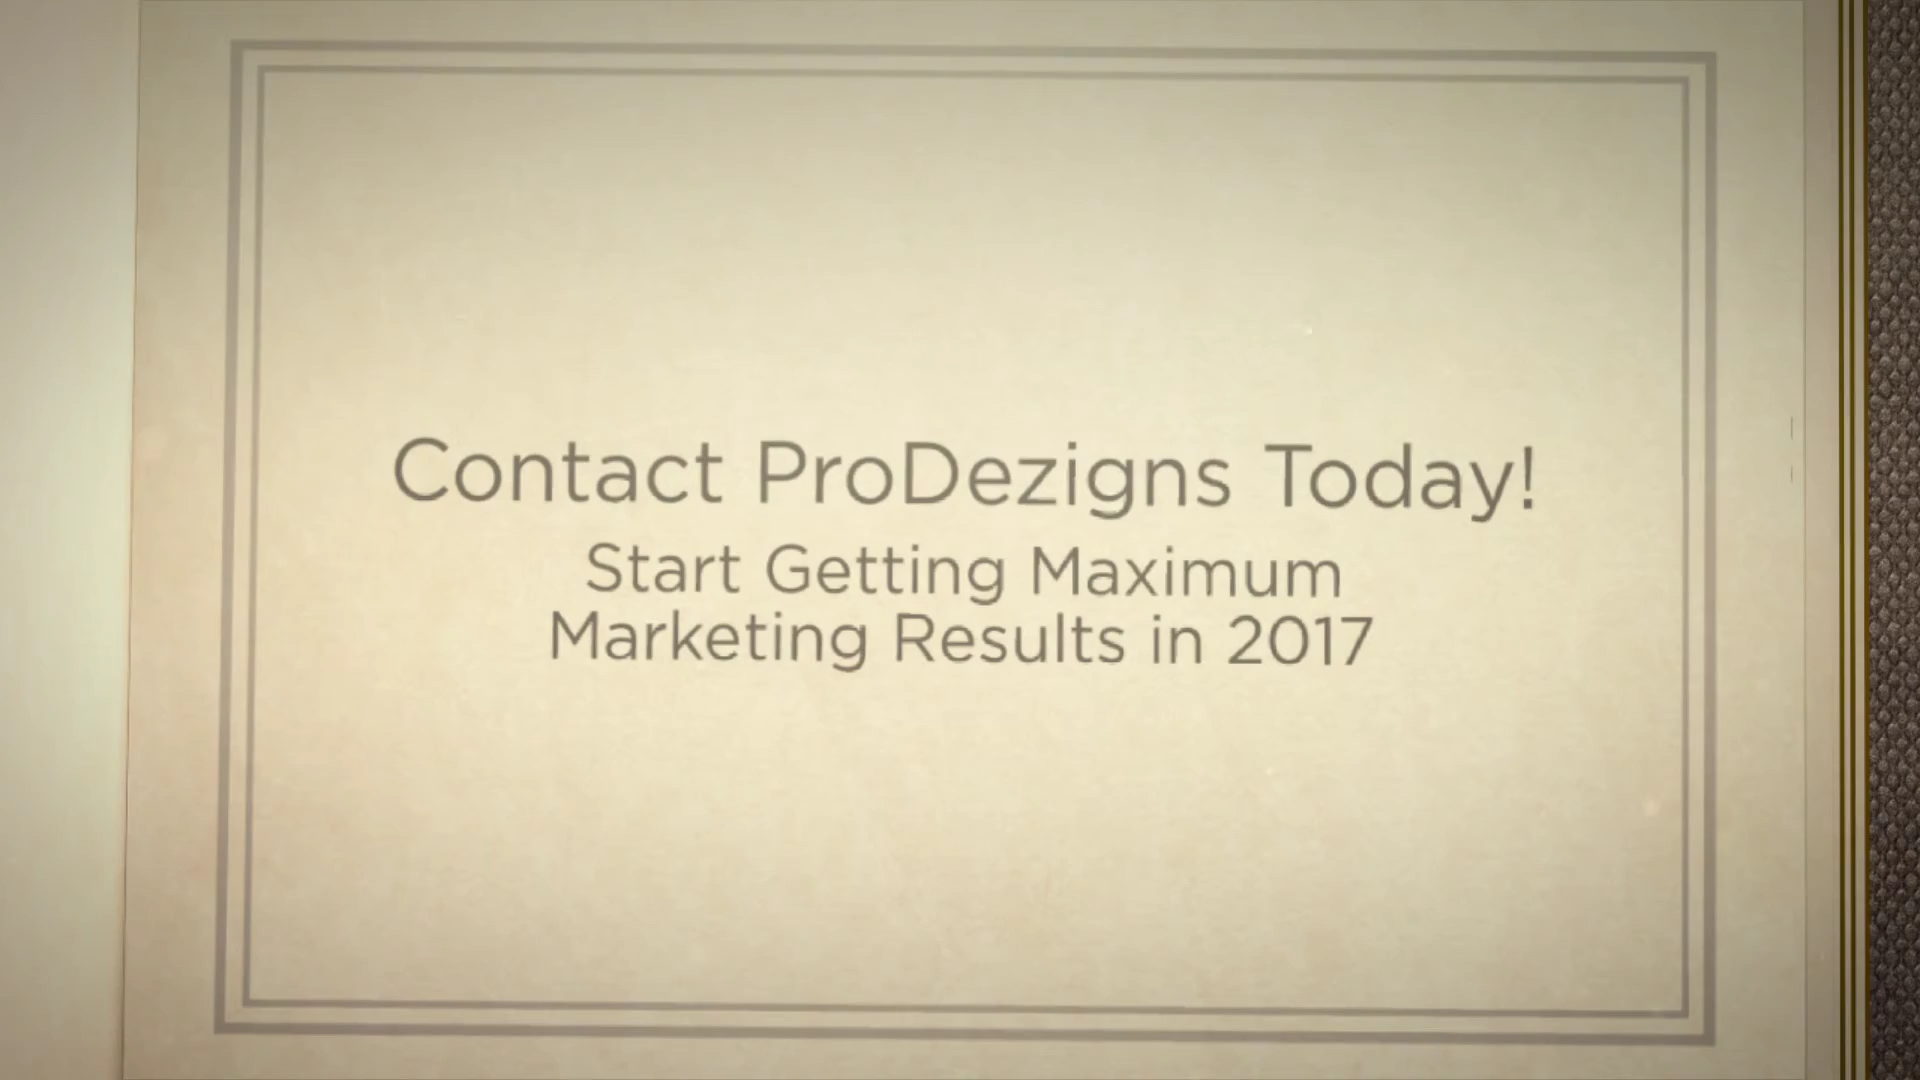 Contact ProDezigns Today!
Start Getting Maximum
Marketing Results in 2017